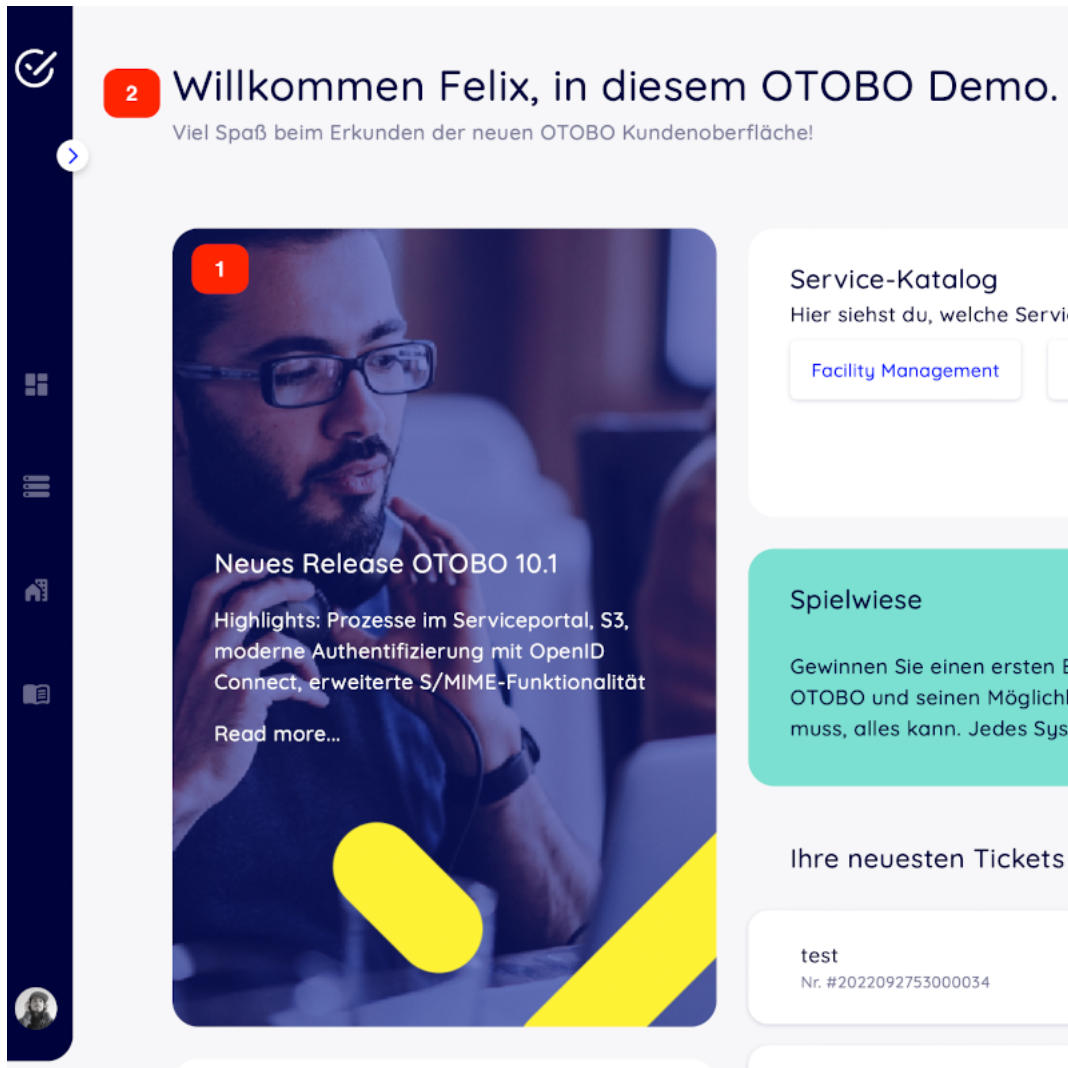 2
Willkommen Felix, in diesem OTOBO Demo.
Viel Spaß beim Erkunden der neuen OTOBO Kundenoberfläche!
1
Neues Release OTOBO 10.1
Highlights: Prozesse im Serviceportal, S3,
moderne Authentifizierung mit OpenID
Connect, erweiterte S/MIME-Funktionalität
Read more...
Service-Katalog
Hier siehst du, welche
Facility Management
Spielwiese
Gewinnen Sie einen ersten
OTOBO und seinen
muss, alles kann. Jedes
Ihre neuesten Tickets
test
Nr. #2022092753000034